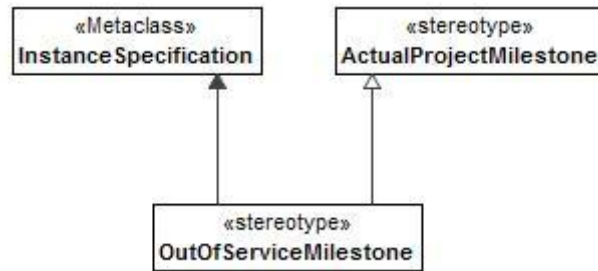 «Metaclass»
InstanceSpecification
«stereotype»
ActualProjectMilestone
«stereotype»
OutOfServiceMilestone